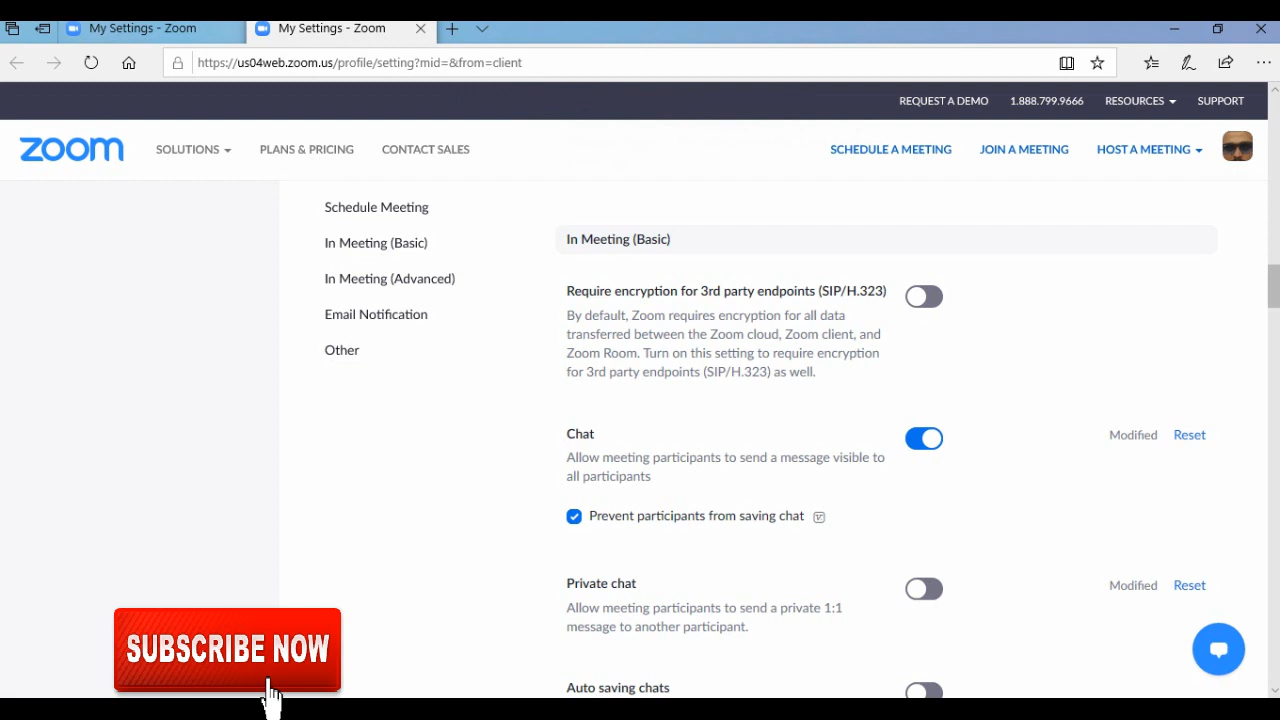 My Settings - Zoom
My Settings - Zoom
https://us04web.zoom.us/profile/setting?mid=&from=client
REQUEST A DEMO 1.888.799.9666 RESOURCES SUPPORT
zoom SOLUTIONS PLANS & PRICING CONTACT SALES SCHEDULE A MEETING JOIN A MEETING HOST A MEETING
Schedule Meeting
In Meeting (Basic)
In Meeting (Advanced)
Email Notification
Other
In Meeting (Basic)
Require encryption for 3rd party endpoints (SIP/H.323)
By default, Zoom requires encryption for all data
transferred between the Zoom cloud, Zoom client, and
Zoom Room. Turn on this setting to require encryption
for 3rd party endpoints (SIP/H.323) as well.
Chat
Modified Reset
Allow meeting participants to send a message visible to
all participants
Prevent participants from saving chat
Private chat
Modified Reset
Allow meeting participants to send a private 1:1
message to another participant.
Auto saving chats
SUBSCRIBE NOW